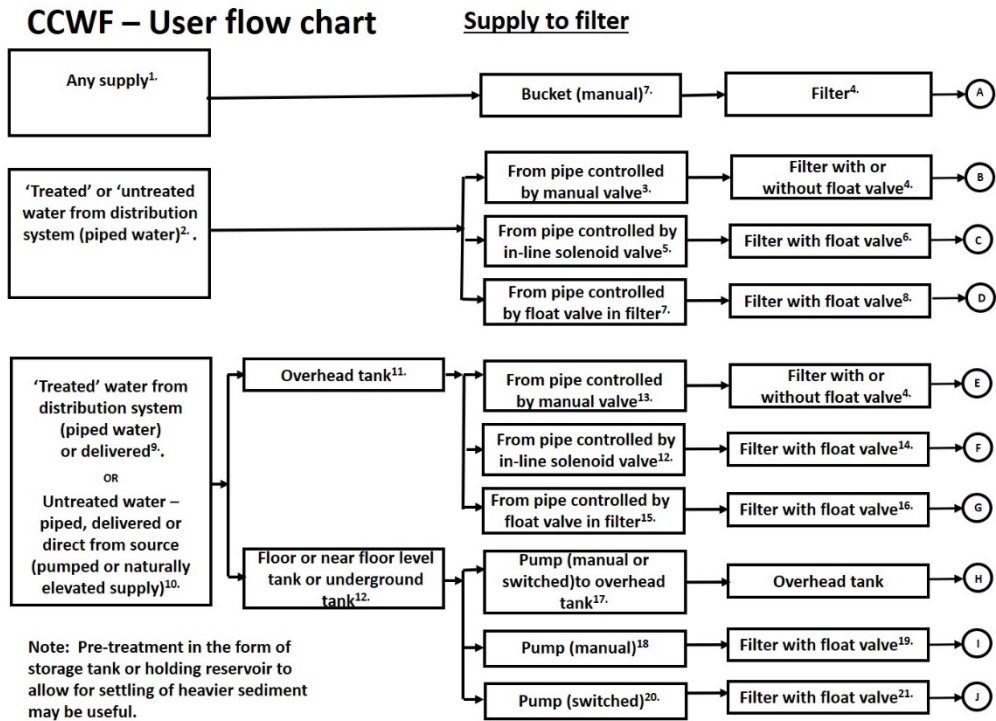 CCWF – User flow chart
Supply to filter
Any supply1.
Bucket (manual)7.
Filter4.
A
‘Treated’ or ‘untreated
water from distribution
system (piped water)2. .
From pipe controlled
by manual valve3.
Filter with or
without float valve4.
B
From pipe controlled by
in-line solenoid valve5.
Filter with float valve6.
C
From pipe controlled
by float valve in filter7.
Filter with float valve8.
D
‘Treated’ water from
distribution system
(piped water)
or delivered9..
OR
Untreated water –
piped, delivered or
direct from source
(pumped or naturally
elevated supply)10.
Overhead tank11.
From pipe controlled
by manual valve13.
Filter with or
without float valve4.
E
From pipe controlled by
in-line solenoid valve12.
Filter with float valve14.
F
From pipe controlled by
float valve in filter15.
Filter with float valve16.
G
Floor or near floor level
tank or underground
tank12.
Pump (manual or
switched)to overhead
tank17.
Overhead tank
H
Pump (manual)18
Filter with float valve19.
I
Pump (switched)20.
Filter with float valve21.
J
Note: Pre-treatment in the form of
storage tank or holding reservoir to
allow for settling of heavier sediment
may be useful.